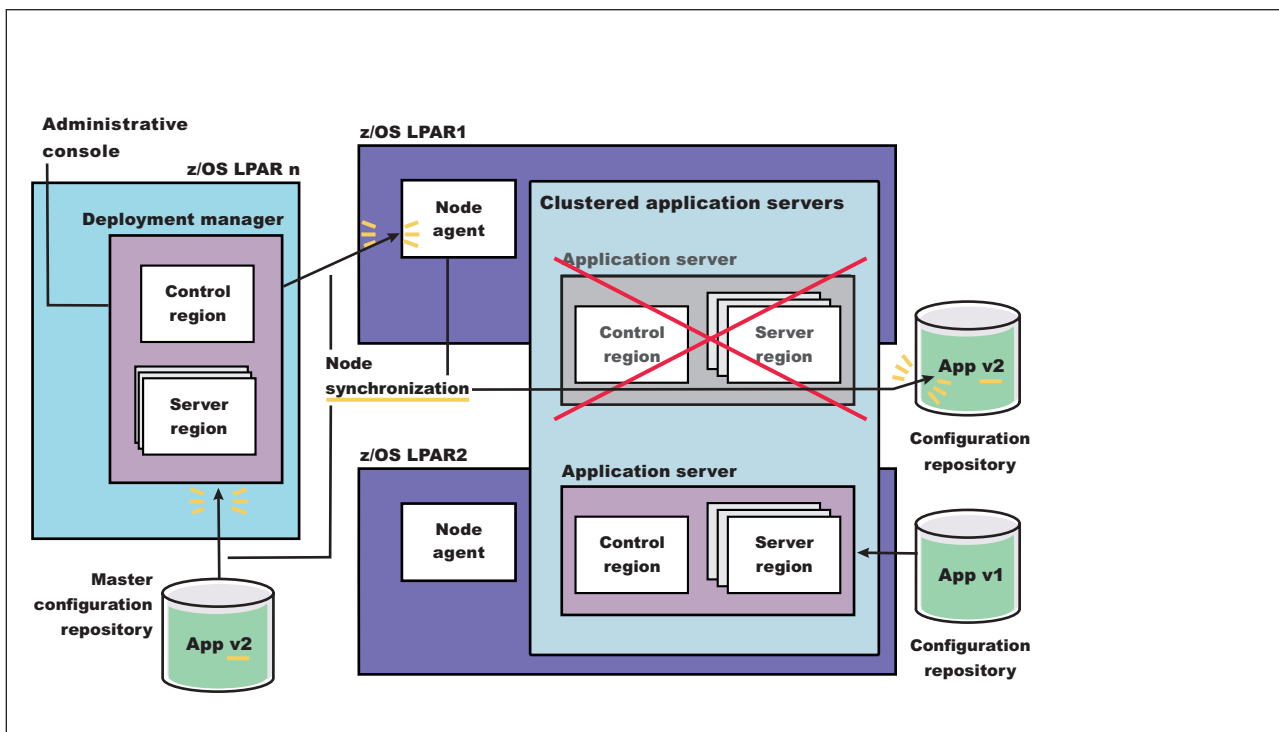 Administrative
console
z/OS LPAR n
Deployment manager
Control
region
Server
region
Master
configuration
repository
App v2
Node
synchronization
z/OS LPAR1
Node
agent
Clustered application servers
Application server
Control
region
Server
region
App v2
Configuration
repository
z/OS LPAR2
Node
agent
Application server
Control
region
Server
region
App v1
Configuration
repository